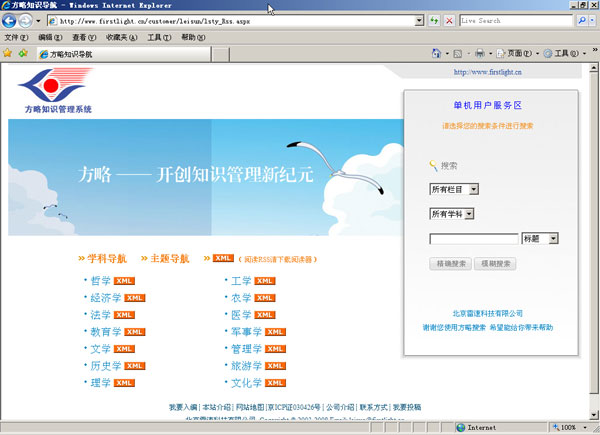 方略知识导航 - Windows Internet Explorer
http://www.firstlight.cn/customer/leisun/lsty_Rss.aspx
Live Search
文件(F) 编辑(E) 查看(V) 收藏夹(A) 工具(T) 帮助(H)
方略知识导航
页面(P) 工具(O)
http://www.firstlight.cn
方略知识管理系统
方略 —— 开创知识管理新纪元
单机用户服务区
请选择您的搜索条件进行搜索
搜索
所有栏目
所有学科
标题
精确搜索 模糊搜索
北京雷速科技有限公司
谢谢您使用方略搜索 希望能给你带来帮助
学科导航 主题导航 XML (阅读RSS请下载阅读器)
哲学 XML 工学 XML
经济学 XML 农学 XML
法学 XML 医学 XML
教育学 XML 军事学 XML
文学 XML 管理学 XML
历史学 XML 旅游学 XML
理学 XML 文化学 XML
我要入编 | 本站介绍 | 网站地图 | 京ICP证030426号 | 公司介绍 | 联系方式 | 我要投稿
北京雷速科技有限公司
Internet 100%